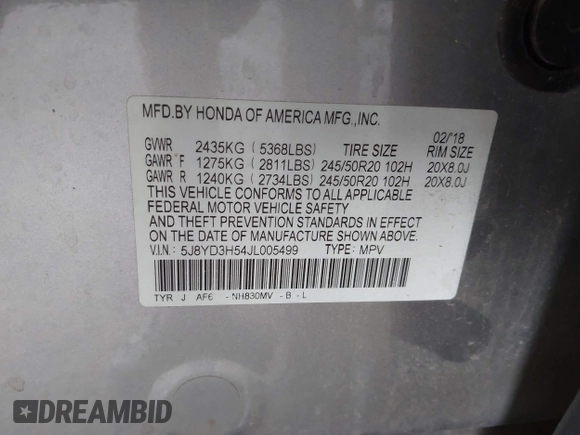 MFD.BY HONDA OF AMERICA MFG.,INC.
02/'18
GVWR 2435KG ( 5368LBS) TIRE SIZE RIM SIZE
GAWR F 1275KG ( 2811LBS) 245/50R20 102H 20X8.0J
GAWR R 1240KG ( 2734LBS) 245/50R20 102H 20X8.0J
THIS VEHICLE CONFORMS TO ALL APPLICABLE
FEDERAL MOTOR VEHICLE SAFETY
AND THEFT PREVENTION STANDARDS IN EFFECT
ON THE DATE OF MANUFACTURE SHOWN ABOVE.
V.I.N.: 5J8YD3H54JL005499 TYPE: MPV
TYR J AF6 - NH830MV - B - L
DREAMBID